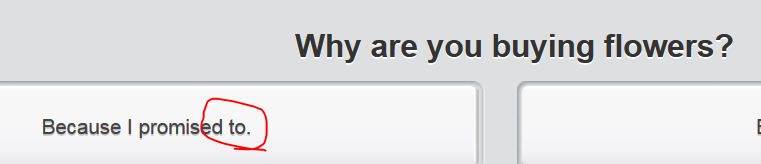 Why are you buying flowers?
Because I promised to.